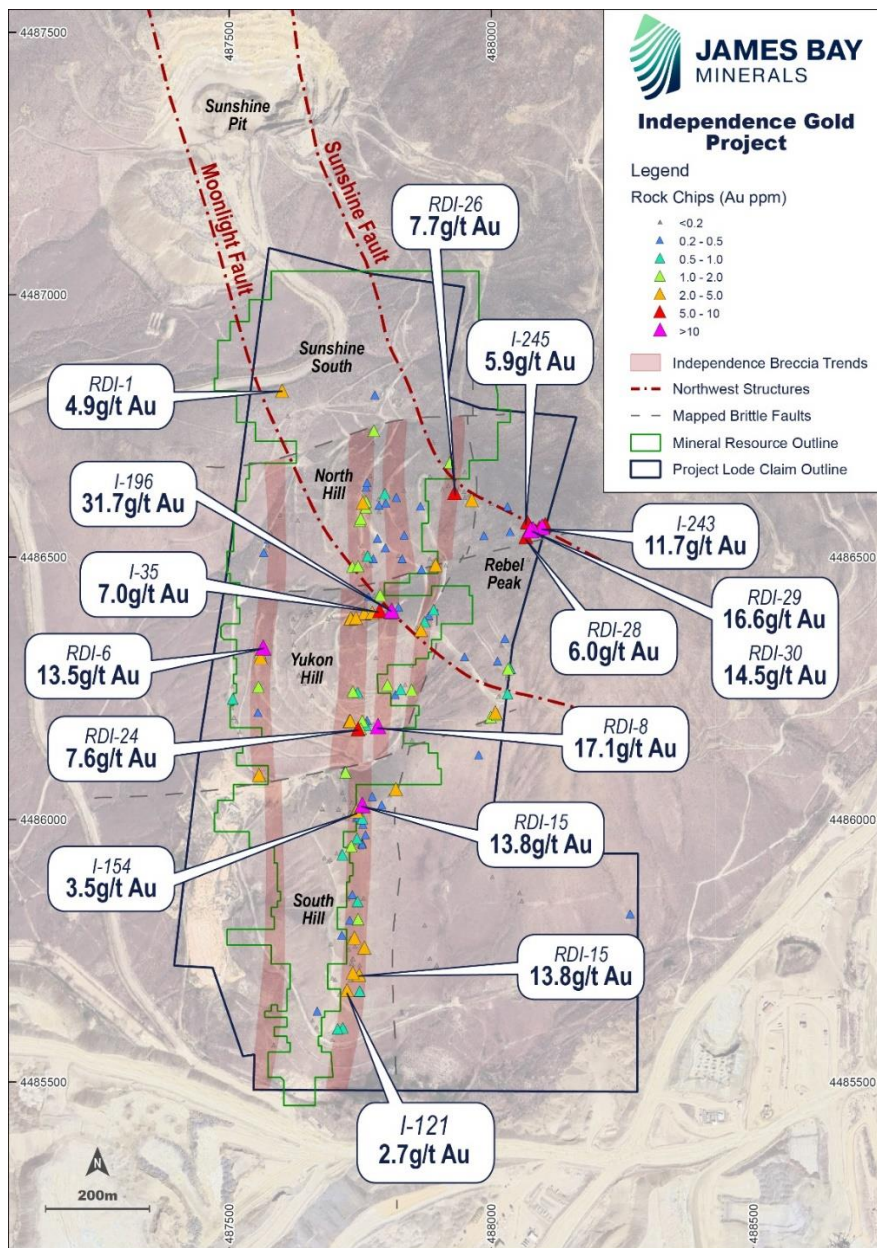 487500
488000
4487500
JAMES BAY
MINERALS
Independence Gold
Project
Legend
Rock Chips (Au ppm)
<0.2
0.2 - 0.5
0.5 - 1.0
1.0 - 2.0
2.0 - 5.0
5.0 - 10
>10
Independence Breccia Trends
Northwest Structures
Mapped Brittle Faults
Mineral Resource Outline
Project Lode Claim Outline
Sunshine
Pit
Moonlight Fault
Sunshine Fault
RDI-26
7.7g/t Au
4487000
Sunshine
South
I-245
5.9g/t Au
RDI-1
4.9g/t Au
North
Hill
I-196
31.7g/t Au
I-243
11.7g/t Au
4486500
4486500
Rebel
Peak
I-35
7.0g/t Au
RDI-29
16.6g/t Au
RDI-30
14.5g/t Au
RDI-28
6.0g/t Au
RDI-6
13.5g/t Au
Yukon
Hill
RDI-24
7.6g/t Au
RDI-8
17.1g/t Au
4486000
4486000
RDI-15
13.8g/t Au
I-154
3.5g/t Au
South
Hill
RDI-15
13.8g/t Au
4485500
4485500
I-121
2.7g/t Au
N
200m
487500
488000
488500